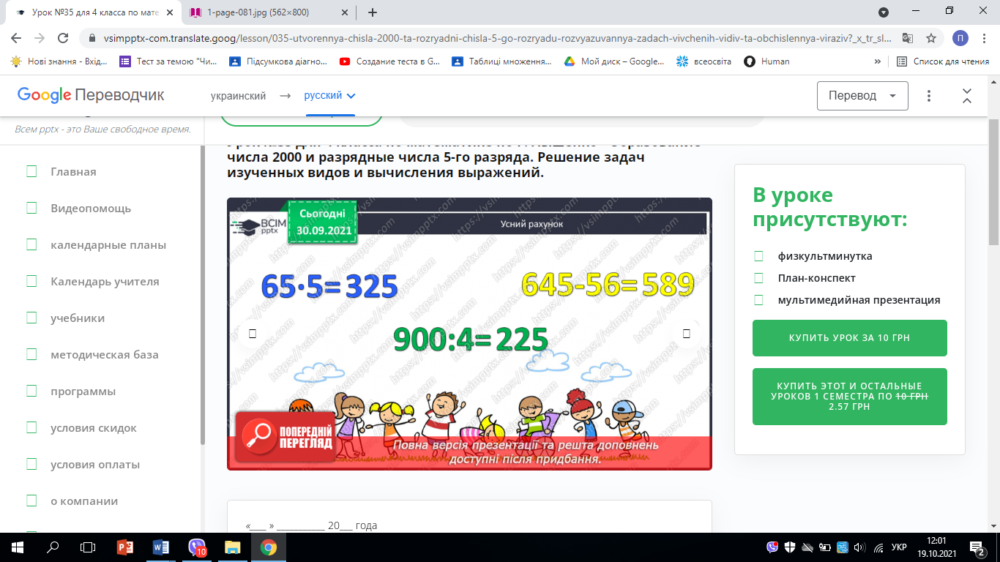 Урок №35 для 4 класса по мате
1-page-081.jpg (562×800)
vsimpptx-com.translate.goog/lesson/035-utvorennya-chisla-2000-ta-rozryadni-chisla-5-go-rozryadu-rozvyazuvannya-zadach-vivchenih-vidiv-ta-obchislennya-viraziv?_x_tr_sl...
П
Нові знання – Вхід...
Тест за темою "Чи...
Підсумкова діагно...
Создание теста в G...
Таблиці множення...
Мой диск – Google...
всеосвіта
Human
»
Список для чтения
Google Переводчик
украинский → русский
Перевод
Всем pptx - это Ваше свободное время.
Главная
Видеопомощь
календарные планы
Календарь учителя
учебники
методическая база
программы
условия скидок
условия оплаты
о компании
числа 2000 и разрядные числа 5-го разряда. Решение задач
изученных видов и вычисления выражений.
ВСІМ
pptx
Сьогодні
30.09.2021
Усний рахунок
65·5=325
645-56=589
900:4=225
https://vsimpptx.com
ПОПЕРЕДНІЙ
ПЕРЕГЛЯД
Повна версія презентації та решта доповнень
доступні після придбання.
«____ » ___________ 20___ года
В уроке
присутствуют:
физкультминутка
План-конспект
мультимедийная презентация
КУПИТЬ УРОК ЗА 10 ГРН
КУПИТЬ ЭТОТ И ОСТАЛЬНЫЕ
УРОКОВ 1 СЕМЕСТРА ПО 10 ГРН
2.57 ГРН
10
УКР
12:01
19.10.2021
2